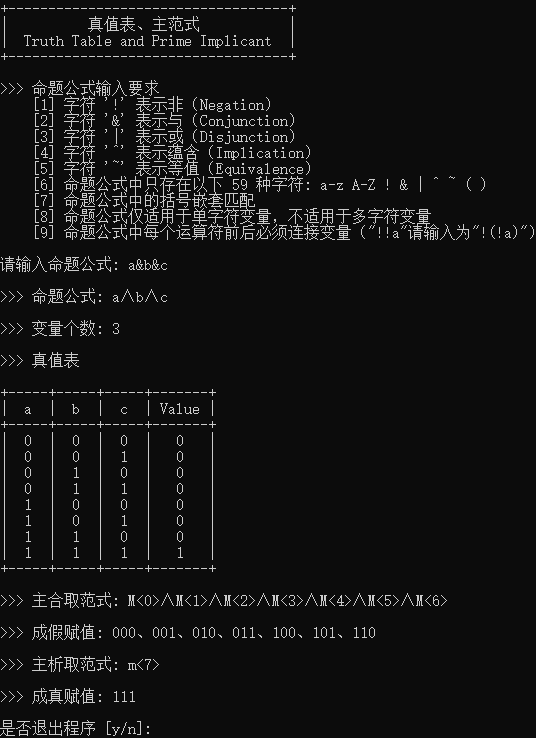 +-----------------------------------+
|          真值表、主范式           |
|  Truth Table and Prime Implicant  |
+-----------------------------------+
>>> 命题公式输入要求
[1] 字符 '!' 表示非 (Negation)
[2] 字符 '&' 表示与 (Conjunction)
[3] 字符 '|' 表示或 (Disjunction)
[4] 字符 '^' 表示蕴含 (Implication)
[5] 字符 '~' 表示等值 (Equivalence)
[6] 命题公式中只存在以下 59 种字符: a-z A-Z ! & | ^ ~ ( )
[7] 命题公式中的括号嵌套匹配
[8] 命题公式仅适用于单字符变量, 不适用于多字符变量
[9] 命题公式中每个运算符前后必须连接变量 ("!!a"请输入为"!(!a)")
请输入命题公式: a&b&c
>>> 命题公式: a∧b∧c
>>> 变量个数: 3
>>> 真值表
+-----+-----+-----+-------+
|  a  |  b  |  c  | Value |
+-----+-----+-----+-------+
|  0  |  0  |  0  |   0   |
|  0  |  0  |  1  |   0   |
|  0  |  1  |  0  |   0   |
|  0  |  1  |  1  |   0   |
|  1  |  0  |  0  |   0   |
|  1  |  0  |  1  |   0   |
|  1  |  1  |  0  |   0   |
|  1  |  1  |  1  |   1   |
+-----+-----+-----+-------+
>>> 主合取范式: M<0>∧M<1>∧M<2>∧M<3>∧M<4>∧M<5>∧M<6>
>>> 成假赋值: 000、001、010、011、100、101、110
>>> 主析取范式: m<7>
>>> 成真赋值: 111
是否退出程序 [y/n]: